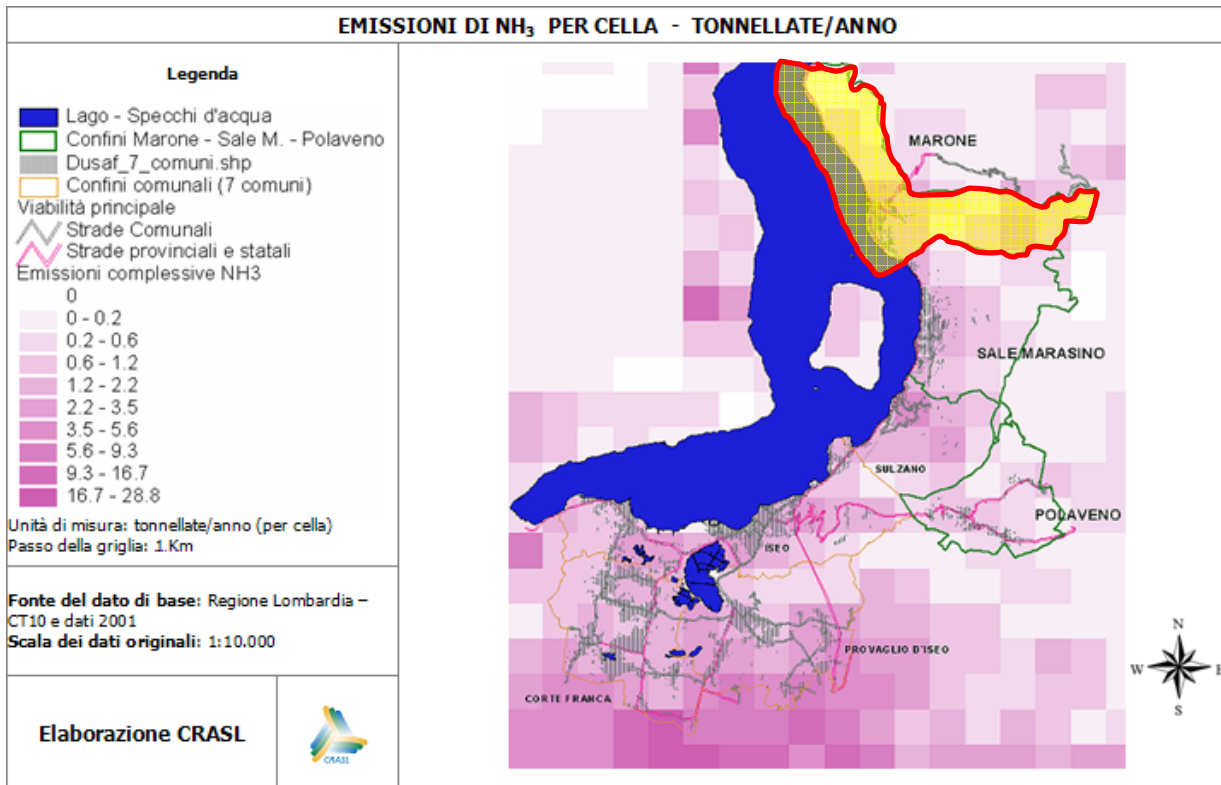 EMISSIONI DI NH₃ PER CELLA - TONNELLATE/ANNO
Legenda
Lago - Specchi d'acqua
Confini Marone - Sale M. - Polaveno
Dusaf_7_comuni.shp
Confini comunali (7 comuni)
Viabilità principale
Strade Comunali
Strade provinciali e statali
Emissioni complessive NH3
0
0 - 0.2
0.2 - 0.6
0.6 - 1.2
1.2 - 2.2
2.2 - 3.5
3.5 - 5.6
5.6 - 9.3
9.3 - 16.7
16.7 - 28.8
Unità di misura: tonnellate/anno (per cella)
Passo della griglia: 1.Km
Fonte del dato di base: Regione Lombardia –
CT10 e dati 2001
Scala dei dati originali: 1:10.000
Elaborazione CRASL
CRASL
MARONE
SALE MARASINO
SULZANO
POLAVENO
ISEO
PROVAGLIO D'ISEO
CORTE FRANCA
N
W
E
S